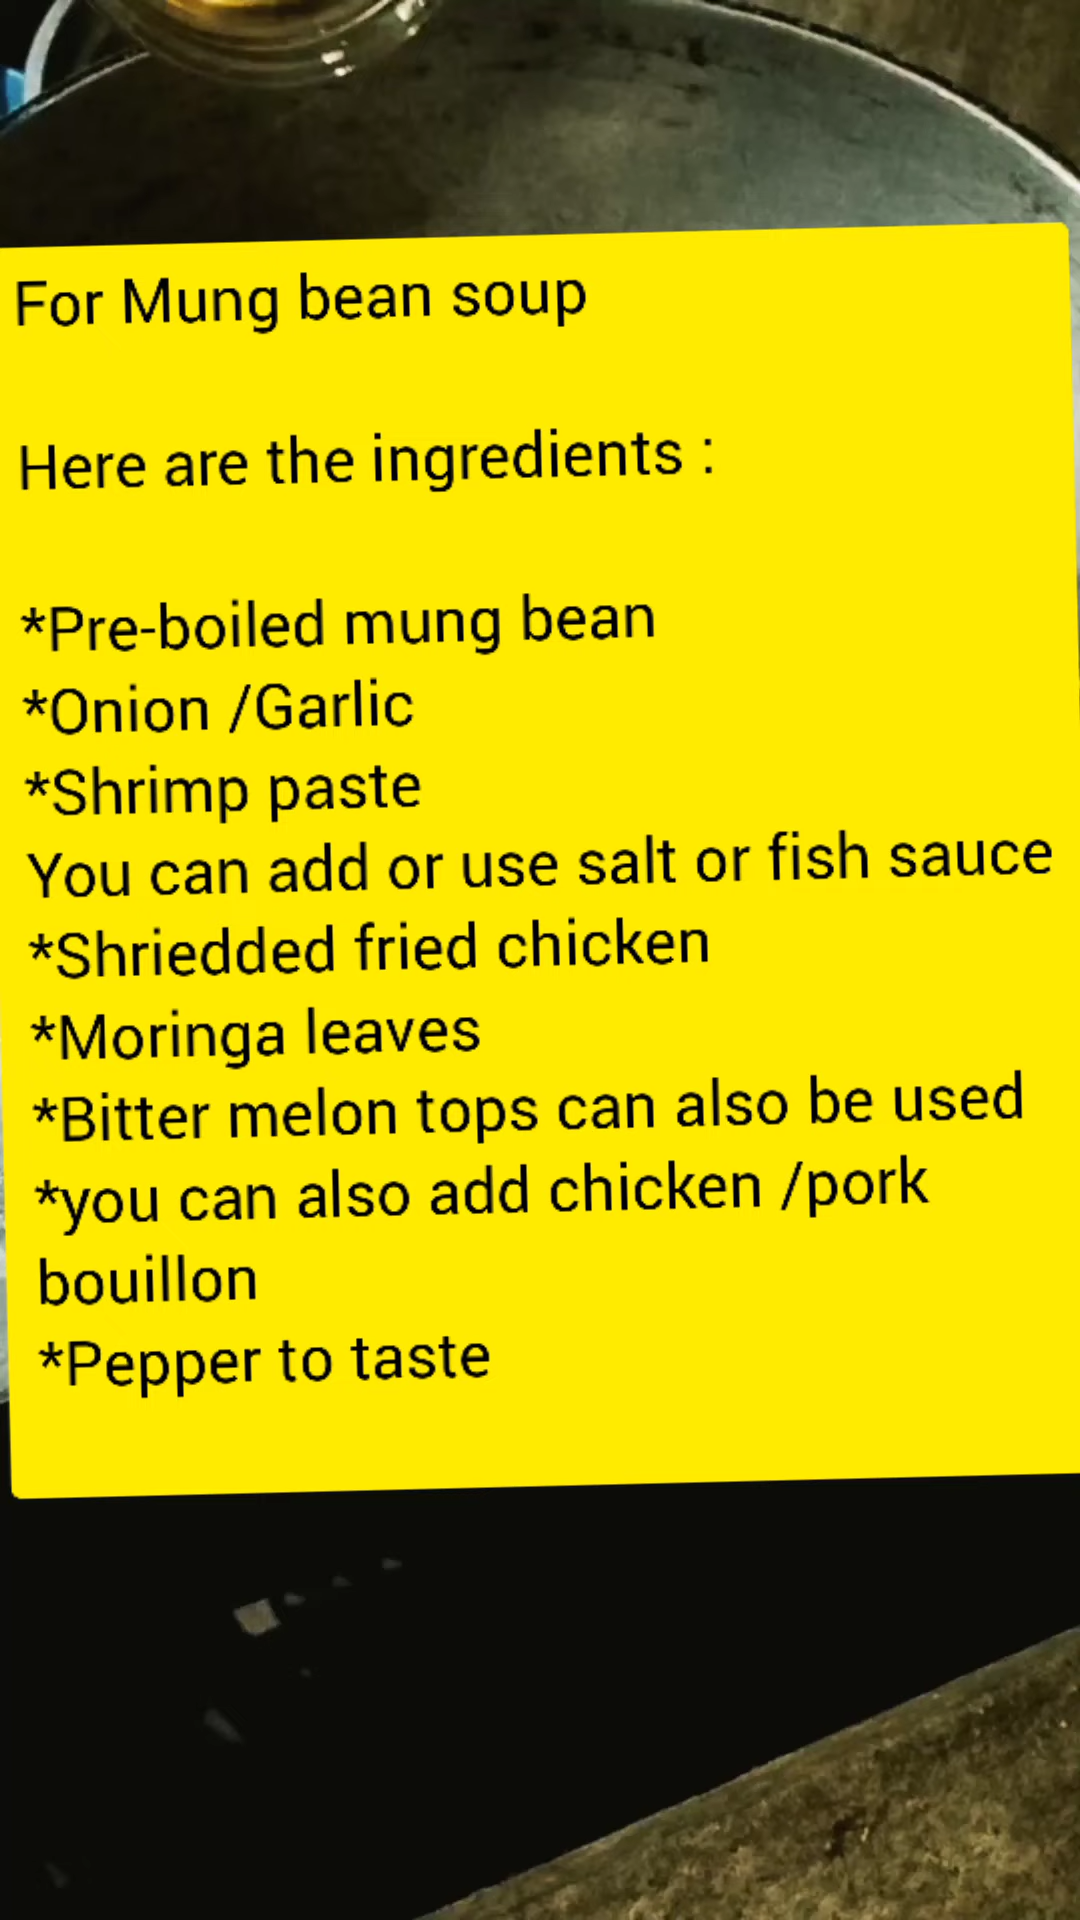 For Mung bean soup
Here are the ingredients :
*Pre-boiled mung bean
*Onion /Garlic
*Shrimp paste
You can add or use salt or fish sauce
*Shriedded fried chicken
*Moringa leaves
*Bitter melon tops can also be used
*you can also add chicken /pork
bouillon
*Pepper to taste